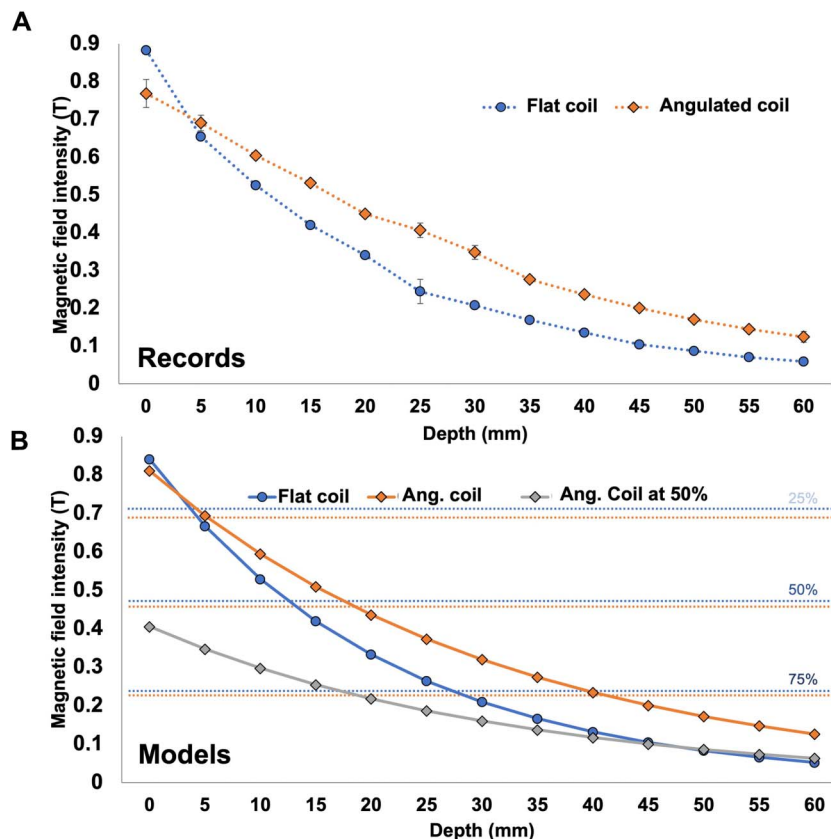 A
0.9
0.8
0.7
0.6
0.5
0.4
0.3
0.2
0.1
0
Magnetic field intensity (T)
Flat coil Angulated coil
Records
0 5 10 15 20 25 30 35 40 45 50 55 60
Depth (mm)
B
0.9
0.8
0.7
0.6
0.5
0.4
0.3
0.2
0.1
0
Magnetic field intensity (T)
Flat coil Ang. coil Ang. Coil at 50%
25%
50%
75%
Models
0 5 10 15 20 25 30 35 40 45 50 55 60
Depth (mm)